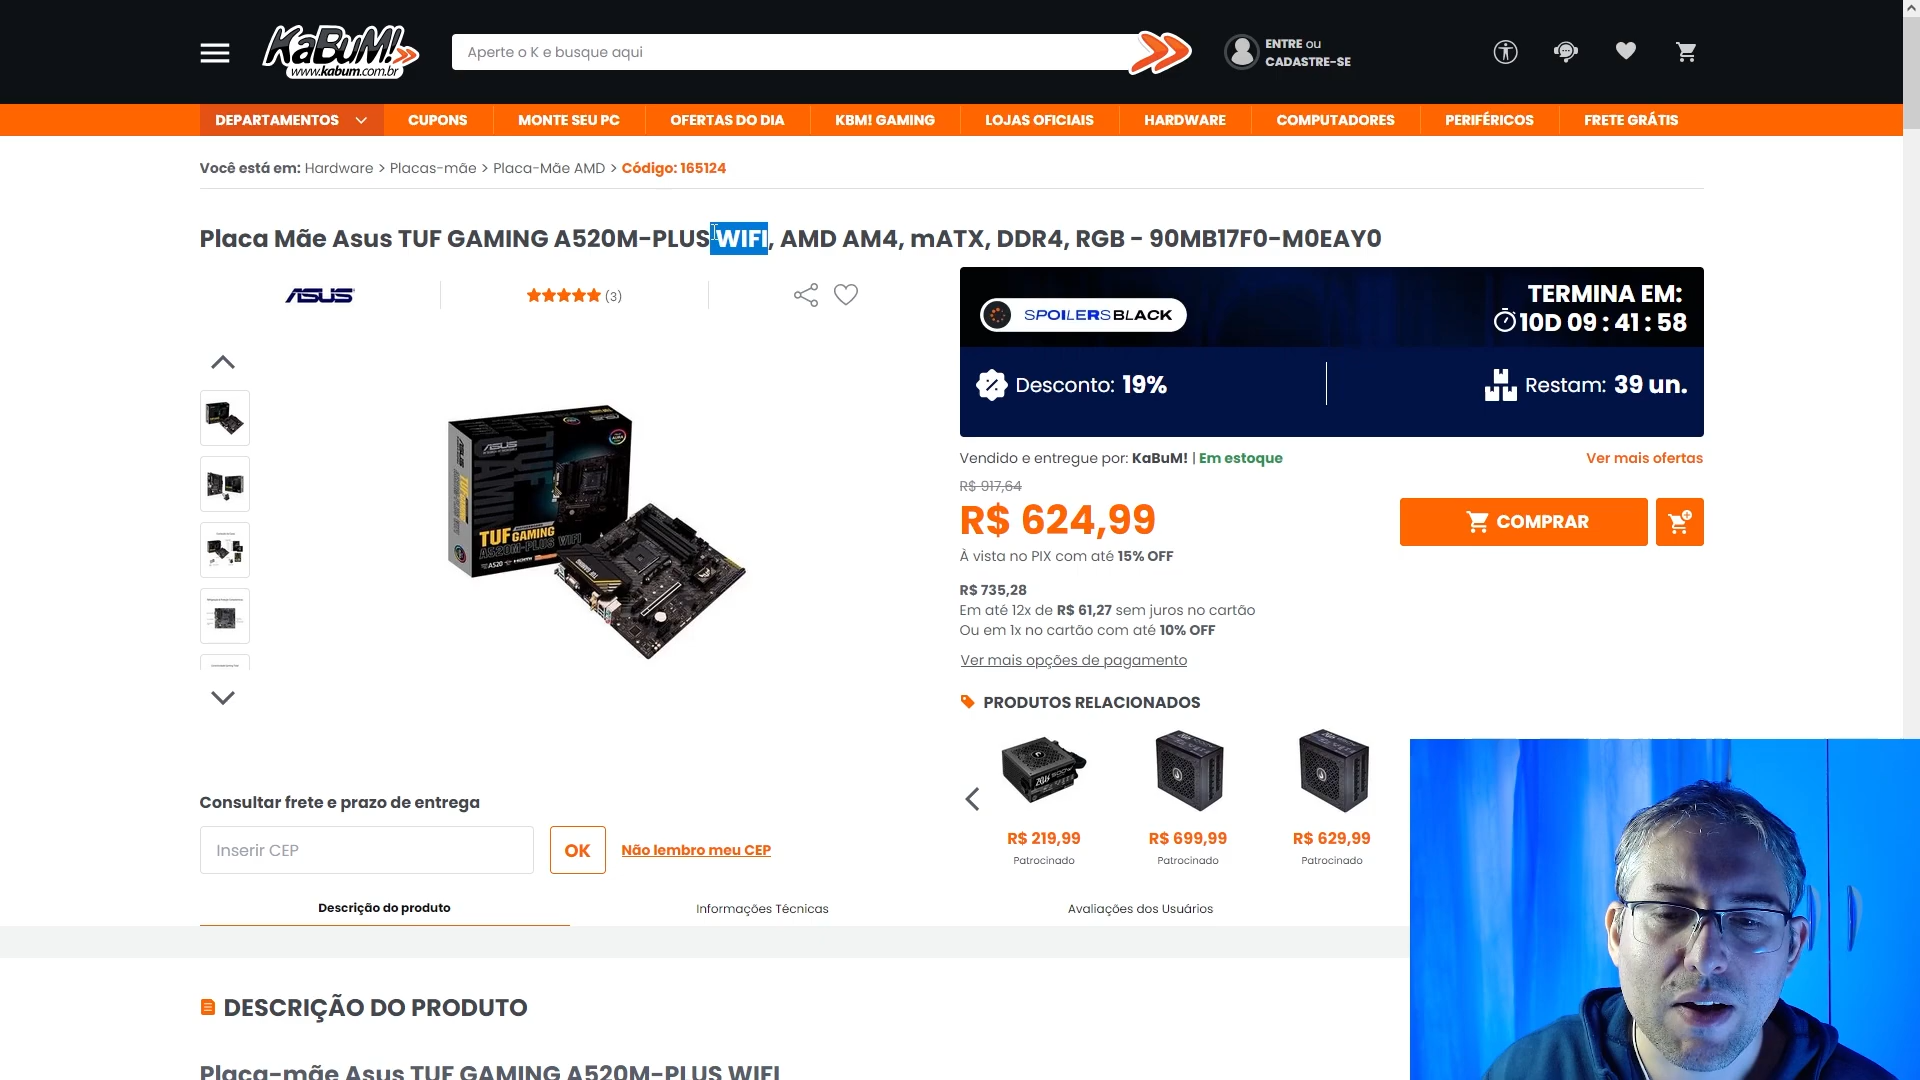 KaBuM!
www.kabum.com.br
Aperte o K e busque aqui
ENTRE ou
CADASTRE-SE
DEPARTAMENTOS
CUPONS
MONTE SEU PC
OFERTAS DO DIA
KBM! GAMING
LOJAS OFICIAIS
HARDWARE
COMPUTADORES
PERIFÉRICOS
FRETE GRÁTIS
Você está em: Hardware > Placas-mãe > Placa-Mãe AMD > Código: 165124
Placa Mãe Asus TUF GAMING A520M-PLUS WIFI, AMD AM4, mATX, DDR4, RGB - 90MB17F0-M0EAY0
ASUS
(3)
SPOILERSBLACK
TERMINA EM:
10D 09 : 41 : 58
Desconto: 19%
Restam: 39 un.
ASUS
TUF GAMING
A520M-PLUS WIFI
A520
Vendido e entregue por: KaBuM! | Em estoque
Ver mais ofertas
R$ 917,64
R$ 624,99
COMPRAR
À vista no PIX com até 15% OFF
R$ 735,28
Em até 12x de R$ 61,27 sem juros no cartão
Ou em 1x no cartão com até 10% OFF
Ver mais opções de pagamento
PRODUTOS RELACIONADOS
R$ 219,99
Patrocinado
R$ 699,99
Patrocinado
R$ 629,99
Patrocinado
Consultar frete e prazo de entrega
Inserir CEP
OK
Não lembro meu CEP
Descrição do produto
Informações Técnicas
Avaliações dos Usuários
DESCRIÇÃO DO PRODUTO
Placa-mãe Asus TUF GAMING A520M-PLUS WIFI